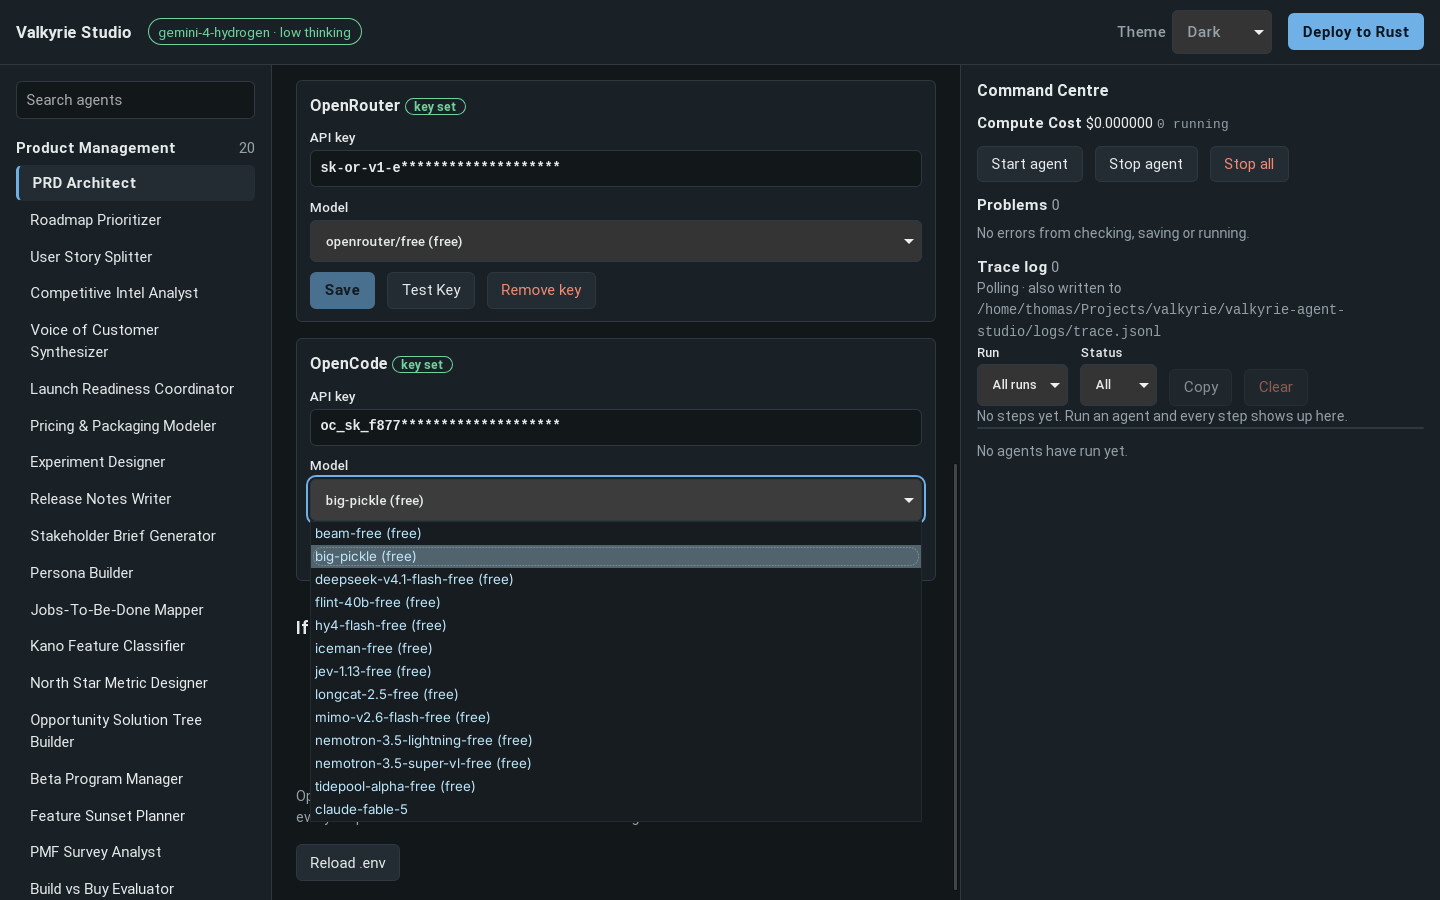 Valkyrie Studio
gemini-4-hydrogen · low thinking
Theme
Dark
Deploy to Rust
Search agents
Product Management 20
PRD Architect
Roadmap Prioritizer
User Story Splitter
Competitive Intel Analyst
Voice of Customer
Synthesizer
Launch Readiness Coordinator
Pricing & Packaging Modeler
Experiment Designer
Release Notes Writer
Stakeholder Brief Generator
Persona Builder
Jobs-To-Be-Done Mapper
Kano Feature Classifier
North Star Metric Designer
Opportunity Solution Tree
Builder
Beta Program Manager
Feature Sunset Planner
PMF Survey Analyst
Build vs Buy Evaluator
OpenRouter key set
API key
sk-or-v1-e********************
Model
openrouter/free (free)
Save
Test Key
Remove key
OpenCode key set
API key
oc_sk_f877********************
Model
big-pickle (free)
beam-free (free)
big-pickle (free)
deepseek-v4.1-flash-free (free)
flint-40b-free (free)
If
hy4-flash-free (free)
iceman-free (free)
jev-1.13-free (free)
longcat-2.5-free (free)
mimo-v2.6-flash-free (free)
nemotron-3.5-lightning-free (free)
nemotron-3.5-super-vl-free (free)
tidepool-alpha-free (free)
claude-fable-5
Reload .env
Command Centre
Compute Cost $0.000000 0 running
Start agent
Stop agent
Stop all
Problems 0
No errors from checking, saving or running.
Trace log 0
Polling · also written to
/home/thomas/Projects/valkyrie/valkyrie-agent-
studio/logs/trace.jsonl
Run
Status
All runs
All
Copy
Clear
No steps yet. Run an agent and every step shows up here.
No agents have run yet.